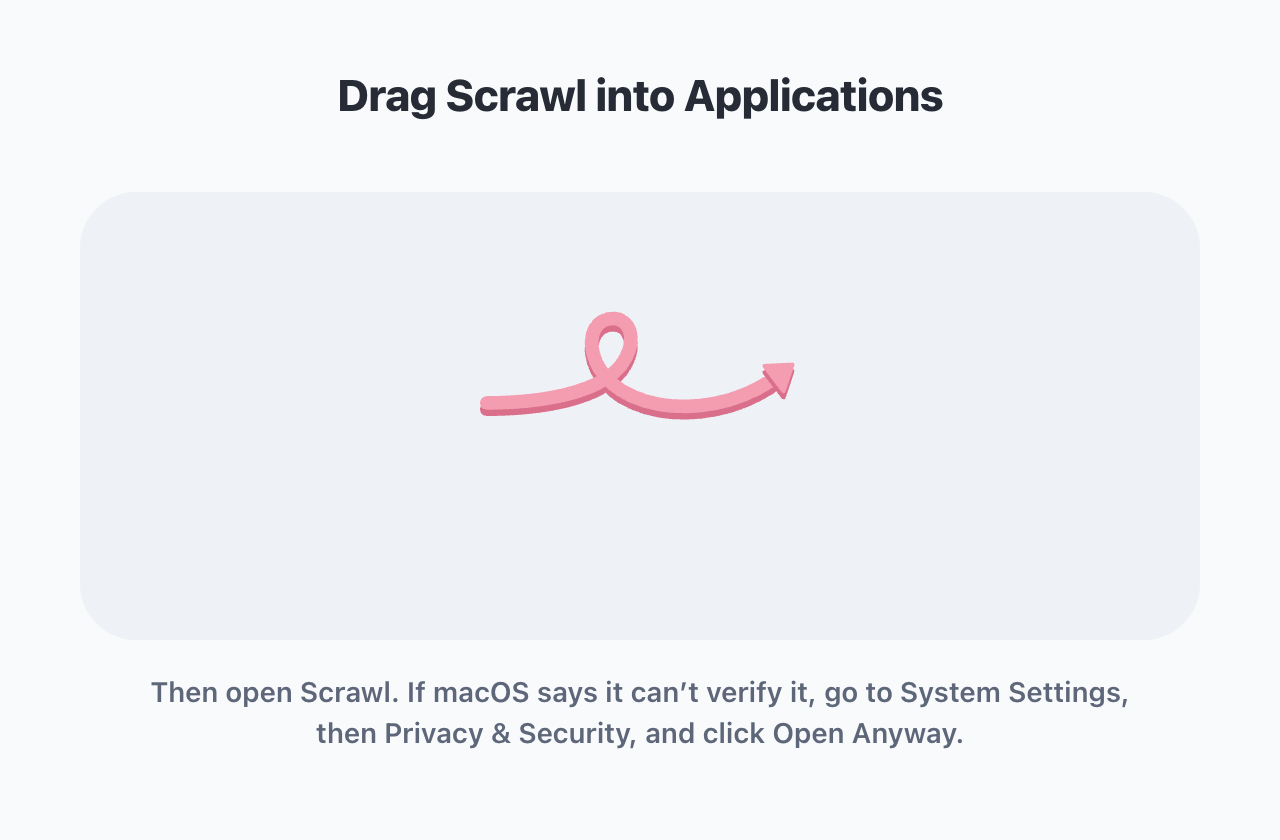 Drag Scrawl into Applications
Then open Scrawl. If macOS says it can’t verify it, go to System Settings,
then Privacy & Security, and click Open Anyway.